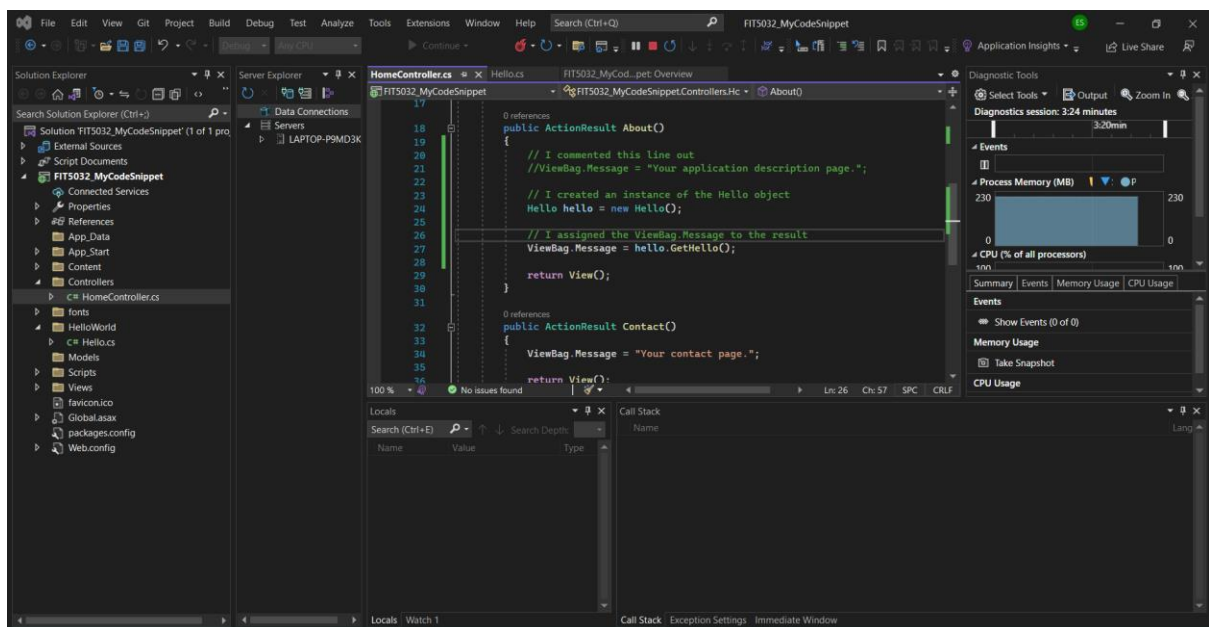 File Edit View Git Project Build Debug Test Analyze Tools Extensions Window Help Search (Ctrl+Q) FIT5032_MyCodeSnippet ES
Debug Any CPU Continue Application Insights Live Share
Solution Explorer
Search Solution Explorer (Ctrl+;)
Solution 'FIT5032_MyCodeSnippet' (1 of 1 pro
External Sources
Script Documents
FIT5032_MyCodeSnippet
Connected Services
Properties
References
App_Data
App_Start
Content
Controllers
C# HomeController.cs
fonts
HelloWorld
C# Hello.cs
Models
Scripts
Views
favicon.ico
Global.asax
packages.config
Web.config
Server Explorer
Data Connections
Servers
LAPTOP-P9MD3K
HomeController.cs Hello.cs FIT5032_MyCod...pet: Overview
FIT5032_MyCodeSnippet FIT5032_MyCodeSnippet.Controllers.Hc About()
17
0 references
18 public ActionResult About()
19 {
20 // I commented this line out
21 //ViewBag.Message = "Your application description page.";
22
23 // I created an instance of the Hello object
24 Hello hello = new Hello();
25
26 // I assigned the ViewBag.Message to the result
27 ViewBag.Message = hello.GetHello();
28
29 return View();
30 }
31
0 references
32 public ActionResult Contact()
33 {
34 ViewBag.Message = "Your contact page.";
35
36 return View();
100 % No issues found Ln: 26 Ch: 57 SPC CRLF
Diagnostic Tools
Select Tools Output Zoom In
Diagnostics session: 3:24 minutes
3:20min
Events
Process Memory (MB) P
230 230
0 0
CPU (% of all processors)
100 100
Summary Events Memory Usage CPU Usage
Events
Show Events (0 of 0)
Memory Usage
Take Snapshot
CPU Usage
Locals
Search (Ctrl+E) Search Depth:
Name Value Type
Locals Watch 1
Call Stack
Name Lang
Call Stack Exception Settings Immediate Window